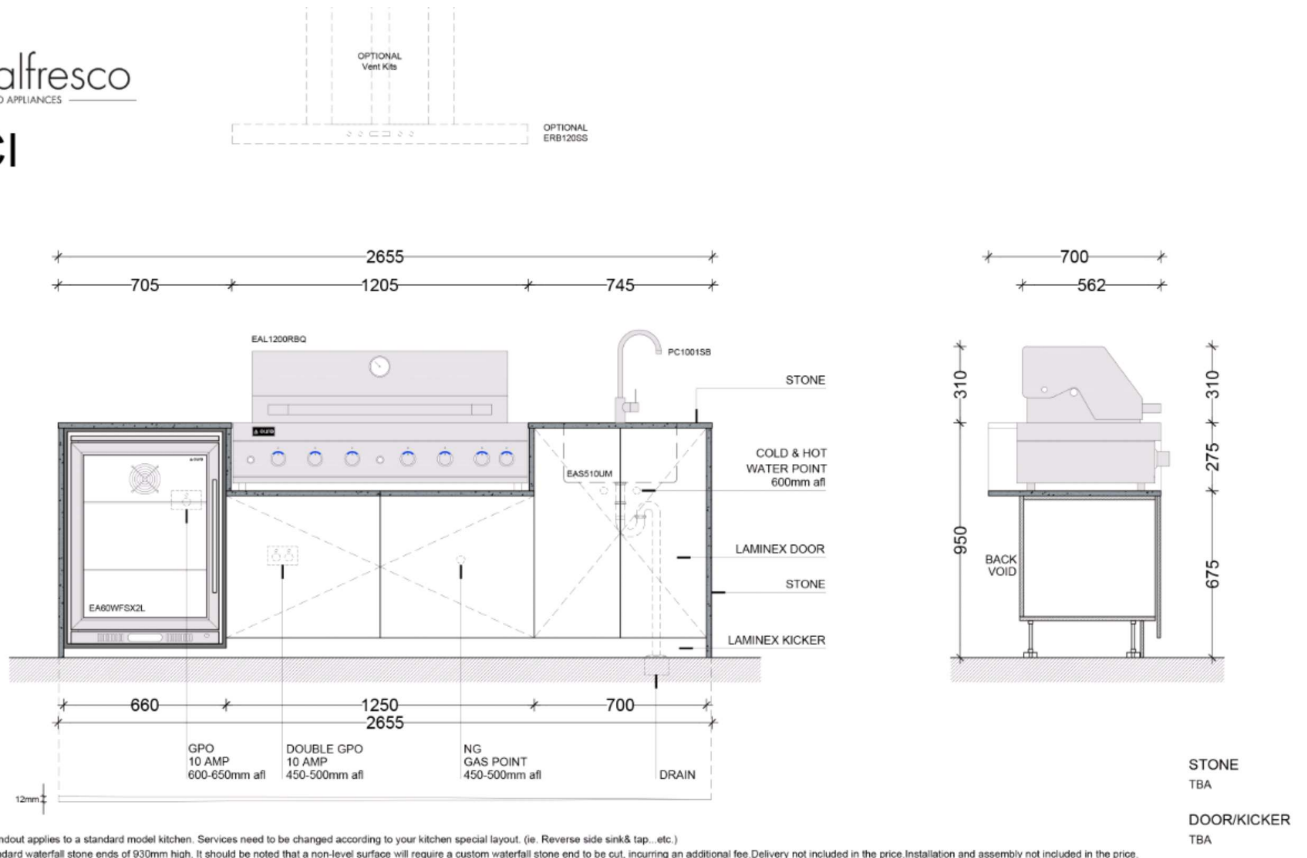 OPTIONAL
Vent Kits
alfresco
APPLIANCES
OPTIONAL
ERB120SS
2655
705
1205
745
700
562
EAL1200RBQ
PC1001SB
STONE
310
310
COLD & HOT
WATER POINT
600mm afl
EAS510UM
275
950
LAMINEX DOOR
BACK
VOID
675
STONE
EA60WFSX2L
LAMINEX KICKER
660
1250
700
2655
GPO
10 AMP
600-650mm afl
DOUBLE GPO
10 AMP
450-500mm afl
NG
GAS POINT
450-500mm afl
DRAIN
STONE
TBA
12mm
DOOR/KICKER
TBA
applies to a standard model kitchen. Services need to be changed according to your kitchen special layout. (ie. Reverse side sink& tap...etc.)
waterfall stone ends of 930mm high. It should be noted that a non-level surface will require a custom waterfall stone end to be cut, incurring an additional fee.Delivery not included in the price.Installation and assembly not included in the price.